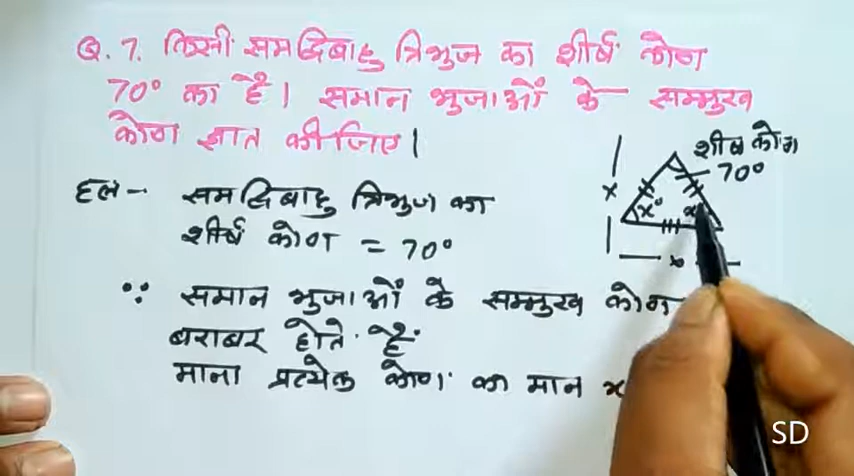 Q. 7. किसी समद्विबाहु त्रिभुज का शीर्ष कोण
70° का है। समान भुजाओं के सम्मुख
कोण ज्ञात कीजिए।
शीर्ष कोण
70°
x
x°
x
हल - समद्विबाहु त्रिभुज का
शीर्ष कोण = 70°
∵ समान भुजाओं के सम्मुख कोण
बराबर होते हैं
माना प्रत्येक कोण का मान x
SD